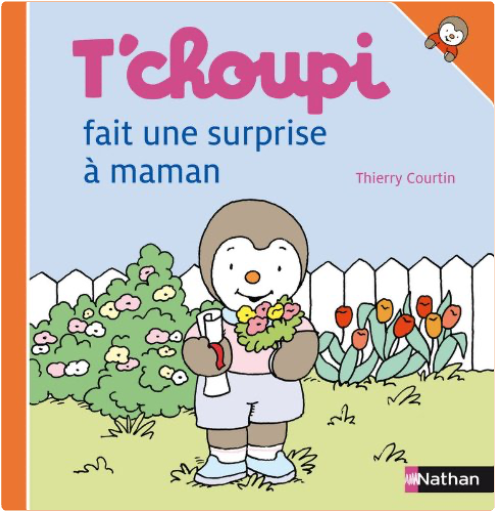 T'choupi
fait une surprise
à maman
Thierry Courtin
Nathan